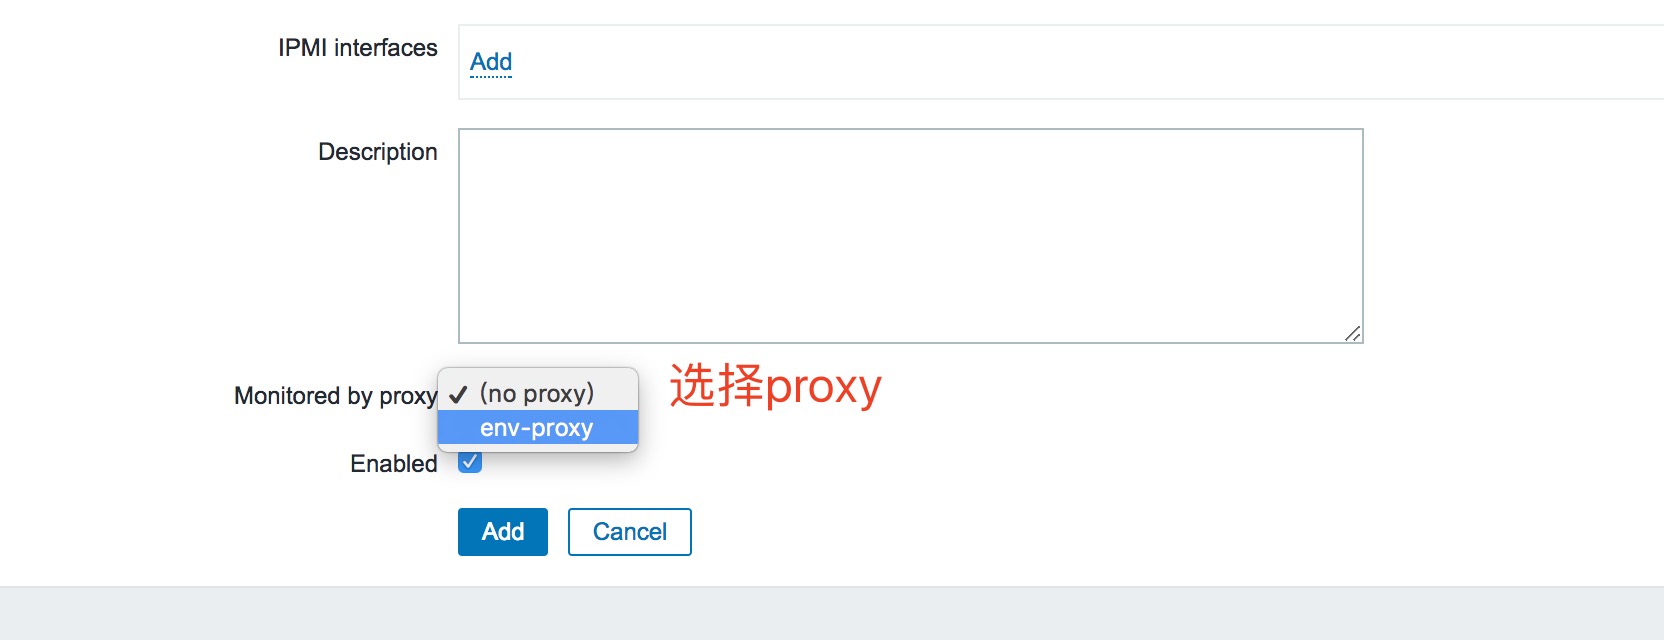 IPMI interfaces
Add
Description
Monitored by proxy
(no proxy)
选择proxy
env-proxy
Enabled
Add
Cancel